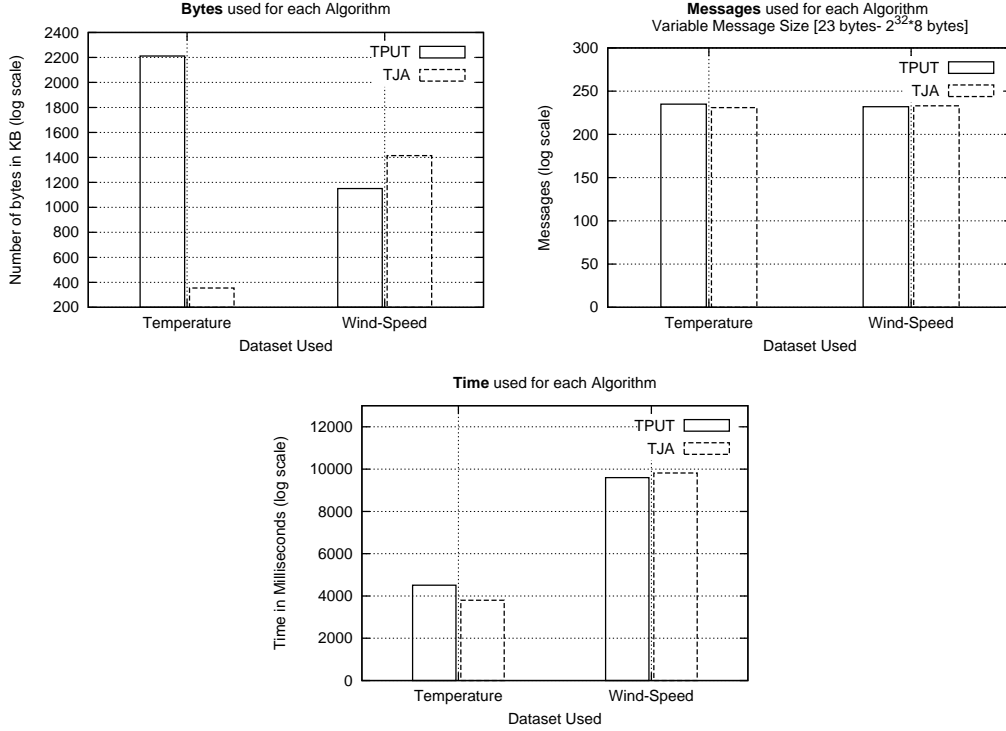 Bytes used for each Algorithm
Number of bytes in KB (log scale)
2400
2200
2000
1800
1600
1400
1200
1000
800
600
400
200
TPUT
TJA
Temperature
Wind-Speed
Dataset Used
Messages used for each Algorithm
Variable Message Size [23 bytes- 2^32*8 bytes]
Messages (log scale)
300
250
200
150
100
50
0
TPUT
TJA
Temperature
Wind-Speed
Dataset Used
Time used for each Algorithm
Time in Milliseconds (log scale)
12000
10000
8000
6000
4000
2000
0
TPUT
TJA
Temperature
Wind-Speed
Dataset Used